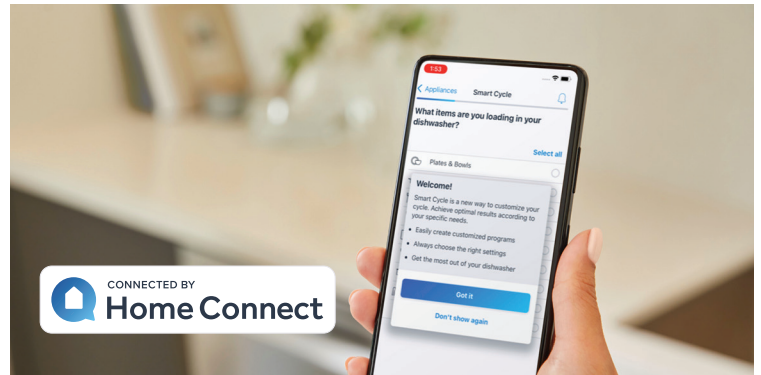 1:53
Appliances
Smart Cycle
What items are you loading in your
dishwasher?
Select all
Plates & Bowls
Welcome!
Smart Cycle is a new way to customize your
cycle. Achieve optimal results according to
your specific needs.
• Easily create customized programs
• Always choose the right settings
• Get the most out of your dishwasher
Got it
Don't show again
CONNECTED BY
Home Connect